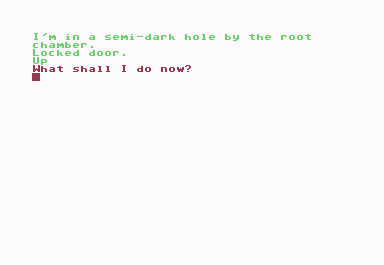 I'm in a semi-dark hole by the root
chamber.
Locked door.
Up
What shall I do now?